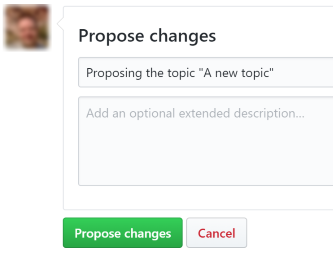 Propose changes
Proposing the topic "A new topic"
Add an optional extended description...
Propose changes
Cancel